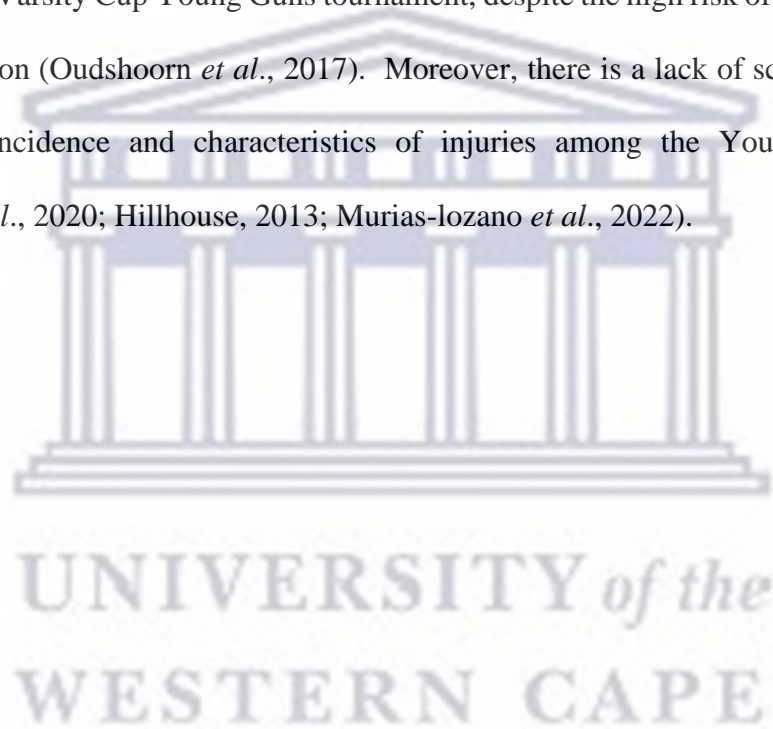 Varsity Cup Young Guns tournament, despite the high risk of
on (Oudshoorn et al., 2017). Moreover, there is a lack of
ncidence and characteristics of injuries among the
l., 2020; Hillhouse, 2013; Murias-lozano et al., 2022).
UNIVERSITY of the
WESTERN CAPE